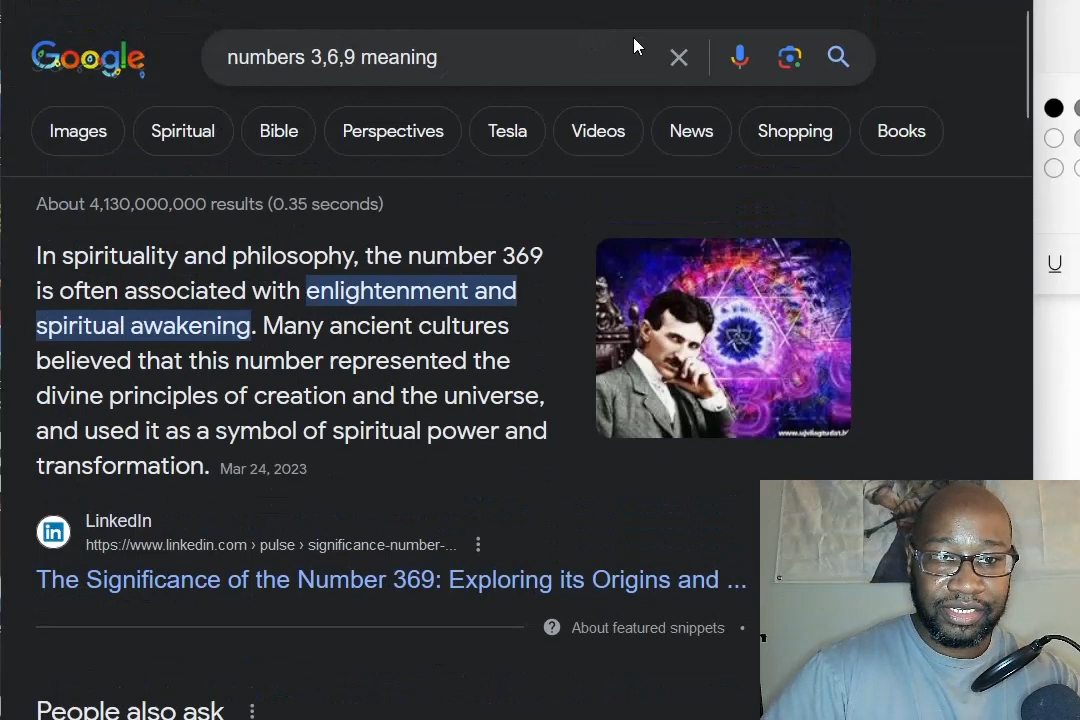 Google
numbers 3,6,9 meaning
Images
Spiritual
Bible
Perspectives
Tesla
Videos
News
Shopping
Books
About 4,130,000,000 results (0.35 seconds)
In spirituality and philosophy, the number 369
is often associated with enlightenment and
spiritual awakening. Many ancient cultures
believed that this number represented the
divine principles of creation and the universe,
and used it as a symbol of spiritual power and
transformation. Mar 24, 2023
in
LinkedIn
https://www.linkedin.com › pulse › significance-number-...
The Significance of the Number 369: Exploring its Origins and ...
About featured snippets
People also ask
U